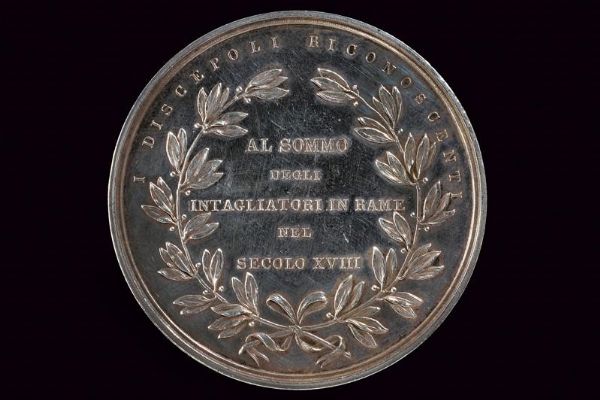 I DISCEPOLI RICONOSCENTI
AL SOMMO
DEGLI
INTAGLIATORI IN RAME
NEL
SECOLO XVIII